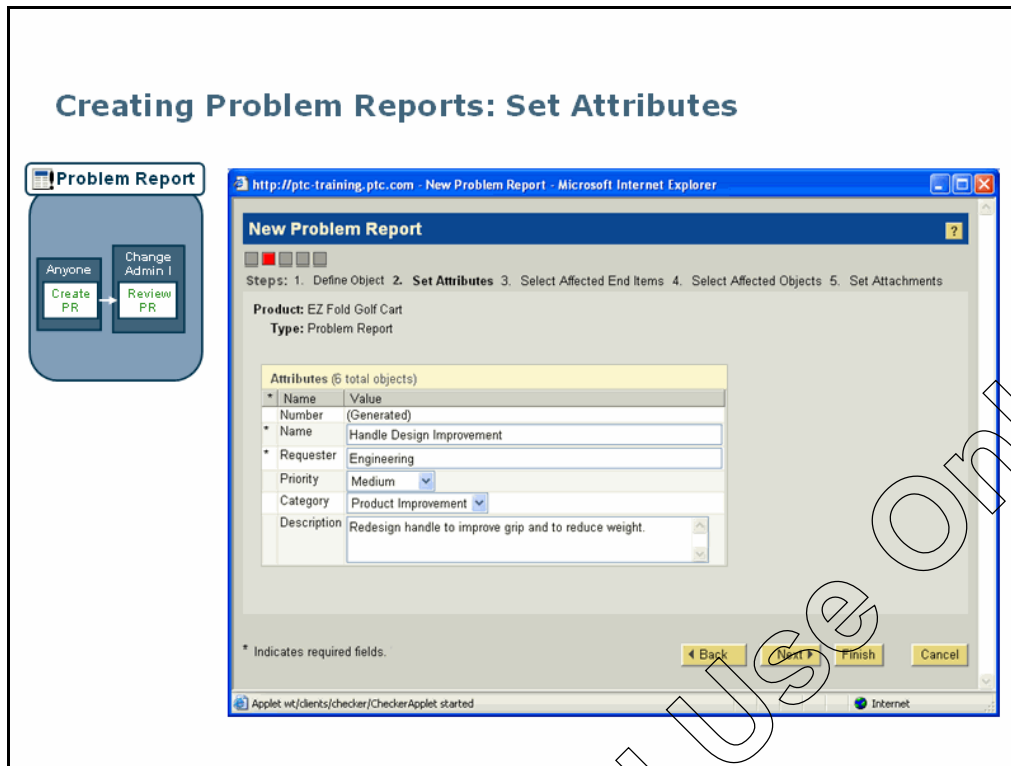 Creating Problem Reports: Set Attributes
Problem Report
Anyone
Create
PR
Change
Admin I
Review
PR
http://ptc-training.ptc.com - New Problem Report - Microsoft Internet Explorer
New Problem Report
?
Steps: 1. Define Object 2. Set Attributes 3. Select Affected End Items 4. Select Affected Objects 5. Set Attachments
Product: EZ Fold Golf Cart
Type: Problem Report
Attributes (6 total objects)
* Name Value
Number (Generated)
* Name Handle Design Improvement
* Requester Engineering
Priority Medium
Category Product Improvement
Description Redesign handle to improve grip and to reduce weight.
* Indicates required fields.
Back Next Finish Cancel
Applet wt/clients/checker/CheckerApplet started Internet
Use On